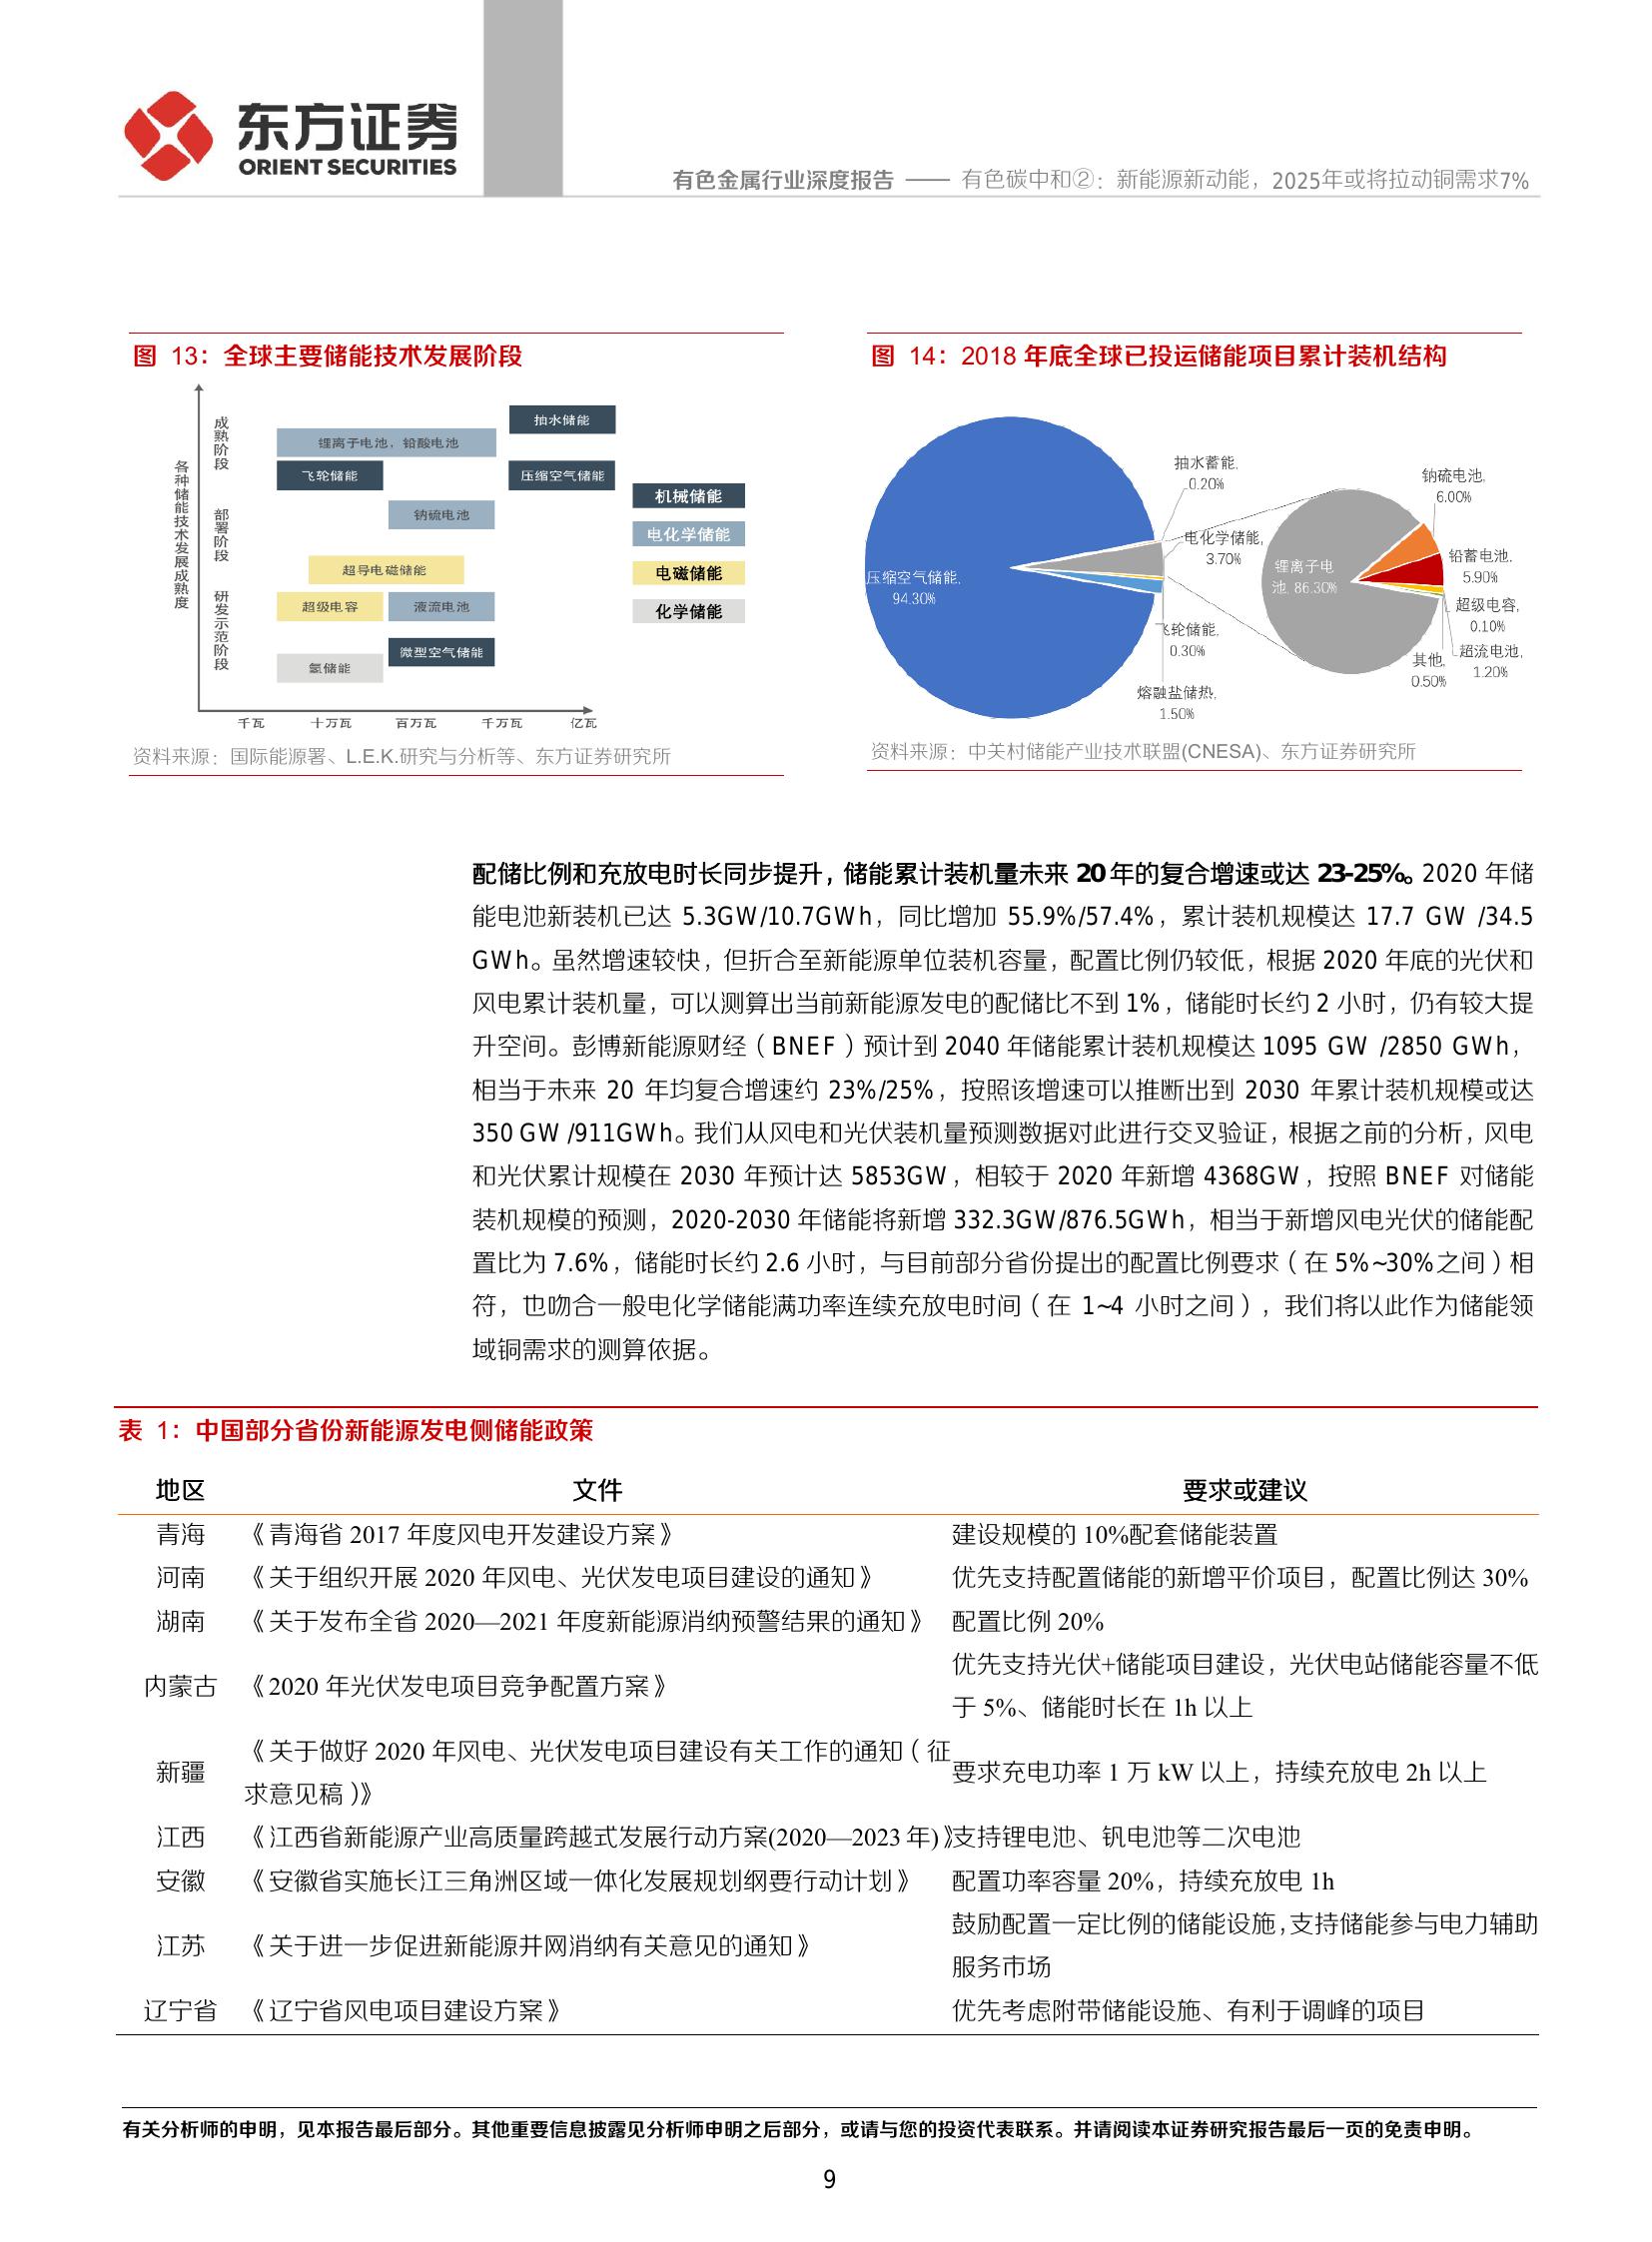 东方证券
ORIENT SECURITIES
有色金属行业深度报告 —— 有色碳中和②：新能源新动能，2025年或将拉动铜需求7%
图 13：全球主要储能技术发展阶段
各种储能技术发展成熟度
成熟阶段
部署阶段
研发示范阶段
抽水储能
锂离子电池，铅酸电池
飞轮储能
压缩空气储能
钠硫电池
超导电磁储能
超级电容
液流电池
微型空气储能
氢储能
千瓦
十万瓦
百万瓦
千万瓦
亿瓦
机械储能
电化学储能
电磁储能
化学储能
资料来源：国际能源署、L.E.K.研究与分析等、东方证券研究所
图 14：2018 年底全球已投运储能项目累计装机结构
压缩空气储能,
94.30%
抽水蓄能,
0.20%
电化学储能,
3.70%
飞轮储能,
0.30%
熔融盐储热,
1.50%
锂离子电
池, 86.30%
钠硫电池,
6.00%
铅蓄电池,
5.90%
超级电容,
0.10%
超流电池,
1.20%
其他,
0.50%
资料来源：中关村储能产业技术联盟(CNESA)、东方证券研究所
配储比例和充放电时长同步提升，储能累计装机量未来 20 年的复合增速或达 23-25%。2020 年储
能电池新装机已达 5.3GW/10.7GWh，同比增加 55.9%/57.4%，累计装机规模达 17.7 GW /34.5
GWh。虽然增速较快，但折合至新能源单位装机容量，配置比例仍较低，根据 2020 年底的光伏和
风电累计装机量，可以测算出当前新能源发电的配储比不到 1%，储能时长约 2 小时，仍有较大提
升空间。彭博新能源财经（BNEF）预计到 2040 年储能累计装机规模达 1095 GW /2850 GWh，
相当于未来 20 年均复合增速约 23%/25%，按照该增速可以推断出到 2030 年累计装机规模或达
350 GW /911GWh。我们从风电和光伏装机量预测数据对此进行交叉验证，根据之前的分析，风电
和光伏累计规模在 2030 年预计达 5853GW，相较于 2020 年新增 4368GW，按照 BNEF 对储能
装机规模的预测，2020-2030 年储能将新增 332.3GW/876.5GWh，相当于新增风电光伏的储能配
置比为 7.6%，储能时长约 2.6 小时，与目前部分省份提出的配置比例要求（在 5%~30%之间）相
符，也吻合一般电化学储能满功率连续充放电时间（在 1~4 小时之间），我们将以此作为储能领
域铜需求的测算依据。
表 1：中国部分省份新能源发电侧储能政策
地区 文件 要求或建议
青海 《青海省 2017 年度风电开发建设方案》 建设规模的 10%配套储能装置
河南 《关于组织开展 2020 年风电、光伏发电项目建设的通知》 优先支持配置储能的新增平价项目，配置比例达 30%
湖南 《关于发布全省 2020—2021 年度新能源消纳预警结果的通知》 配置比例 20%
内蒙古 《2020 年光伏发电项目竞争配置方案》 优先支持光伏+储能项目建设，光伏电站储能容量不低
于 5%、储能时长在 1h 以上
新疆 《关于做好 2020 年风电、光伏发电项目建设有关工作的通知（征
求意见稿）》 要求充电功率 1 万 kW 以上，持续充放电 2h 以上
江西 《江西省新能源产业高质量跨越式发展行动方案(2020—2023 年)》 支持锂电池、钒电池等二次电池
安徽 《安徽省实施长江三角洲区域一体化发展规划纲要行动计划》 配置功率容量 20%，持续充放电 1h
江苏 《关于进一步促进新能源并网消纳有关意见的通知》 鼓励配置一定比例的储能设施，支持储能参与电力辅助
服务市场
辽宁省 《辽宁省风电项目建设方案》 优先考虑附带储能设施、有利于调峰的项目
有关分析师的申明，见本报告最后部分。其他重要信息披露见分析师申明之后部分，或请与您的投资代表联系。并请阅读本证券研究报告最后一页的免责申明。
9